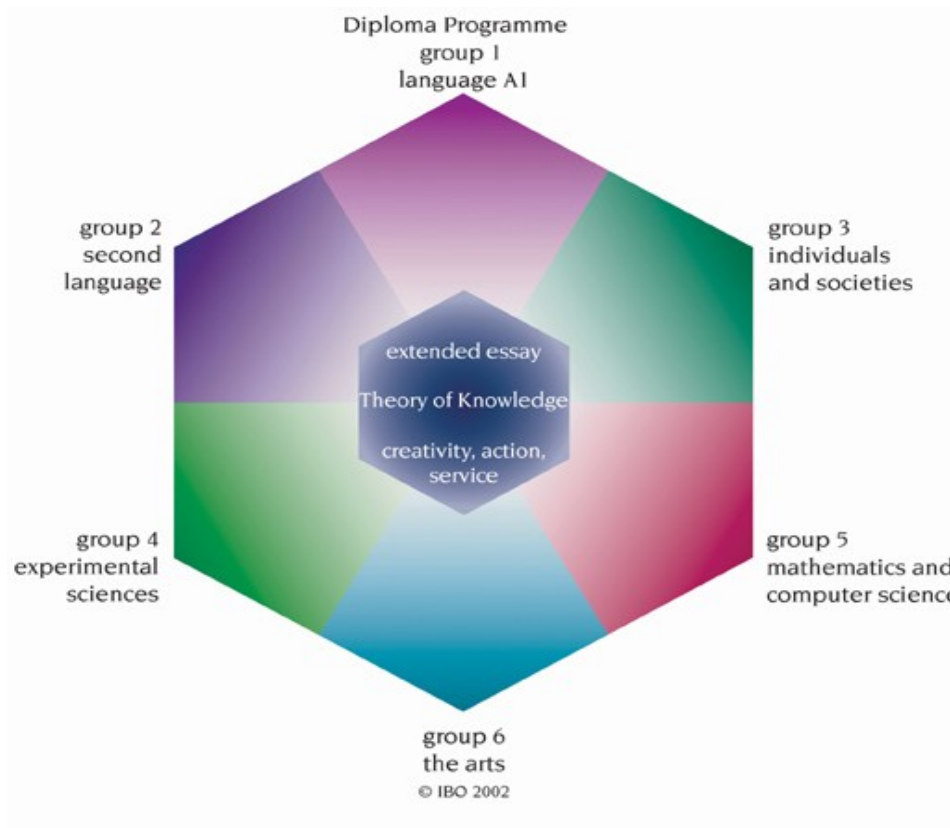 Diploma Programme
group 1
language A1
group 2
second
language
group 3
individuals
and societies
extended essay
Theory of Knowledge
creativity, action,
service
group 4
experimental
sciences
group 5
mathematics and
computer science
group 6
the arts
© IBO 2002